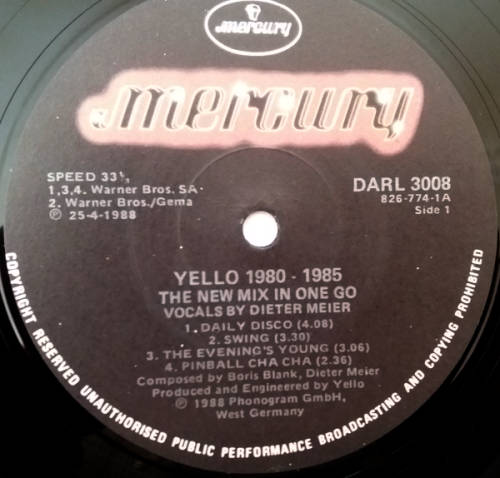 mercury
mercury
SPEED 33⅓
1,3,4. Warner Bros. SA
2. Warner Bros./Gema
℗ 25-4-1988
DARL 3008
826-774-1A
Side 1
YELLO 1980 - 1985
THE NEW MIX IN ONE GO
VOCALS BY DIETER MEIER
1. DAILY DISCO (4.08)
2. SWING (3.30)
3. THE EVENING'S YOUNG (3.06)
4. PINBALL CHA CHA (2.36)
Composed by Boris Blank, Dieter Meier
Produced and Engineered by Yello
℗ 1988 Phonogram GmbH,
West Germany
COPYRIGHT RESERVED UNAUTHORISED PUBLIC PERFORMANCE BROADCASTING AND COPYING PROHIBITED